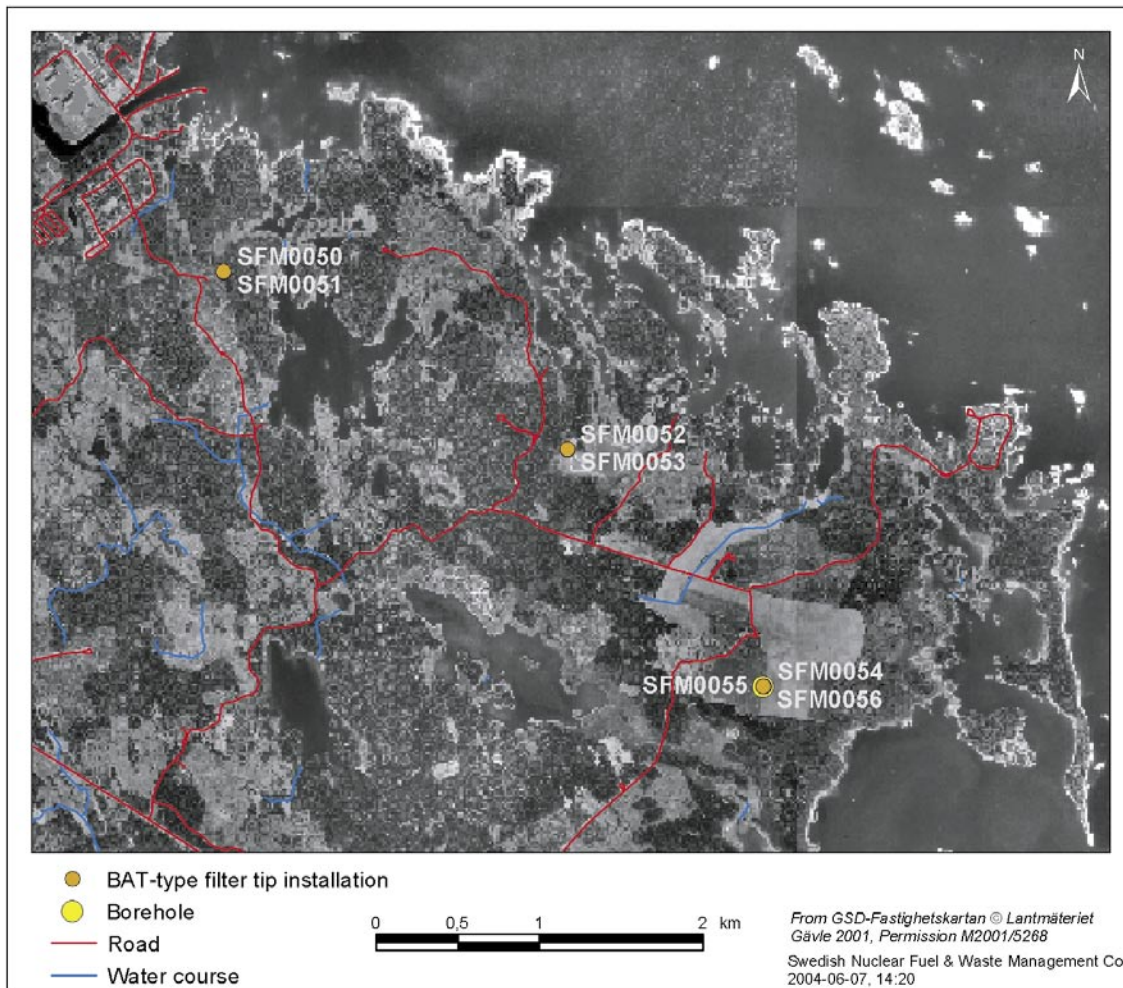 N
SFM0050
SFM0051
SFM0052
SFM0053
SFM0055
SFM0054
SFM0056
BAT-type filter tip installation
Borehole
Road
Water course
0 0,5 1 2 km
From GSD-Fastighetskartan © Lantmäteriet
Gävle 2001, Permission M2001/5268
Swedish Nuclear Fuel & Waste Management Co
2004-06-07, 14:20